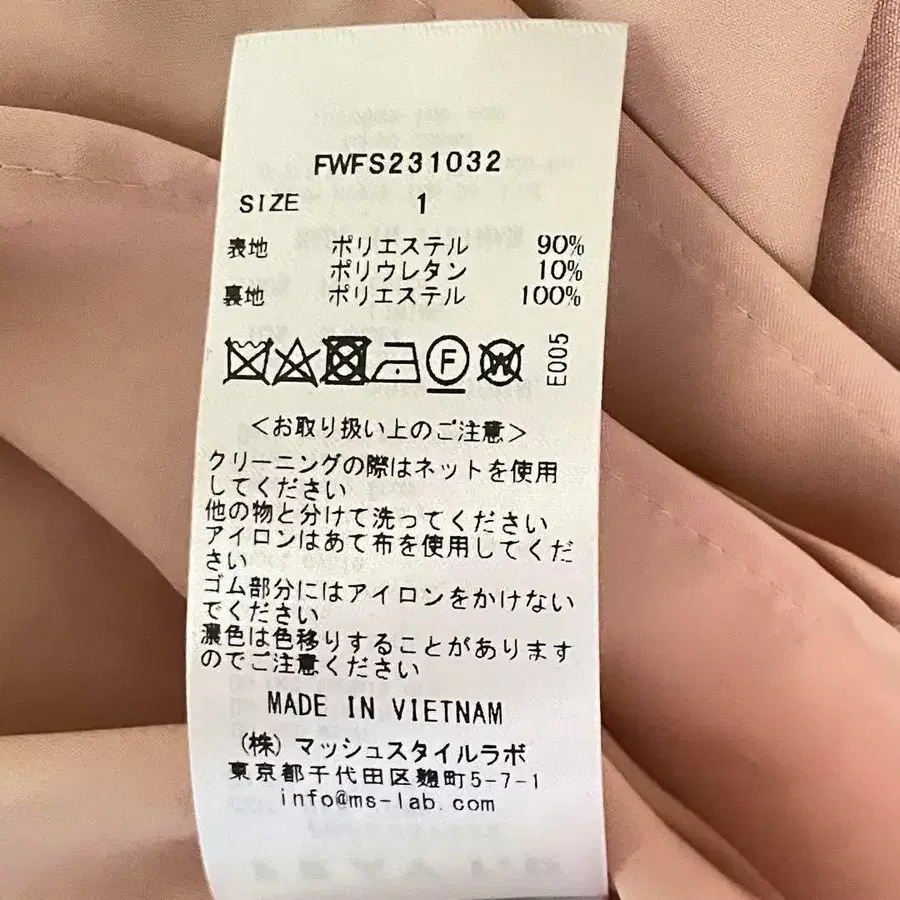 FWFS231032
SIZE 1
表地 ポリエステル 90%
ポリウレタン 10%
裏地 ポリエステル 100%
F W E005
<お取り扱い上のご注意>
クリーニングの際はネットを使用
してください
他の物と分けて洗ってください
アイロンはあて布を使用してくだ
さい
ゴム部分にはアイロンをかけない
でください
濃色は色移りすることがあります
のでご注意ください
MADE IN VIETNAM
(株) マッシュスタイルラボ
東京都千代田区麹町5-7-1
info@ms-lab.com